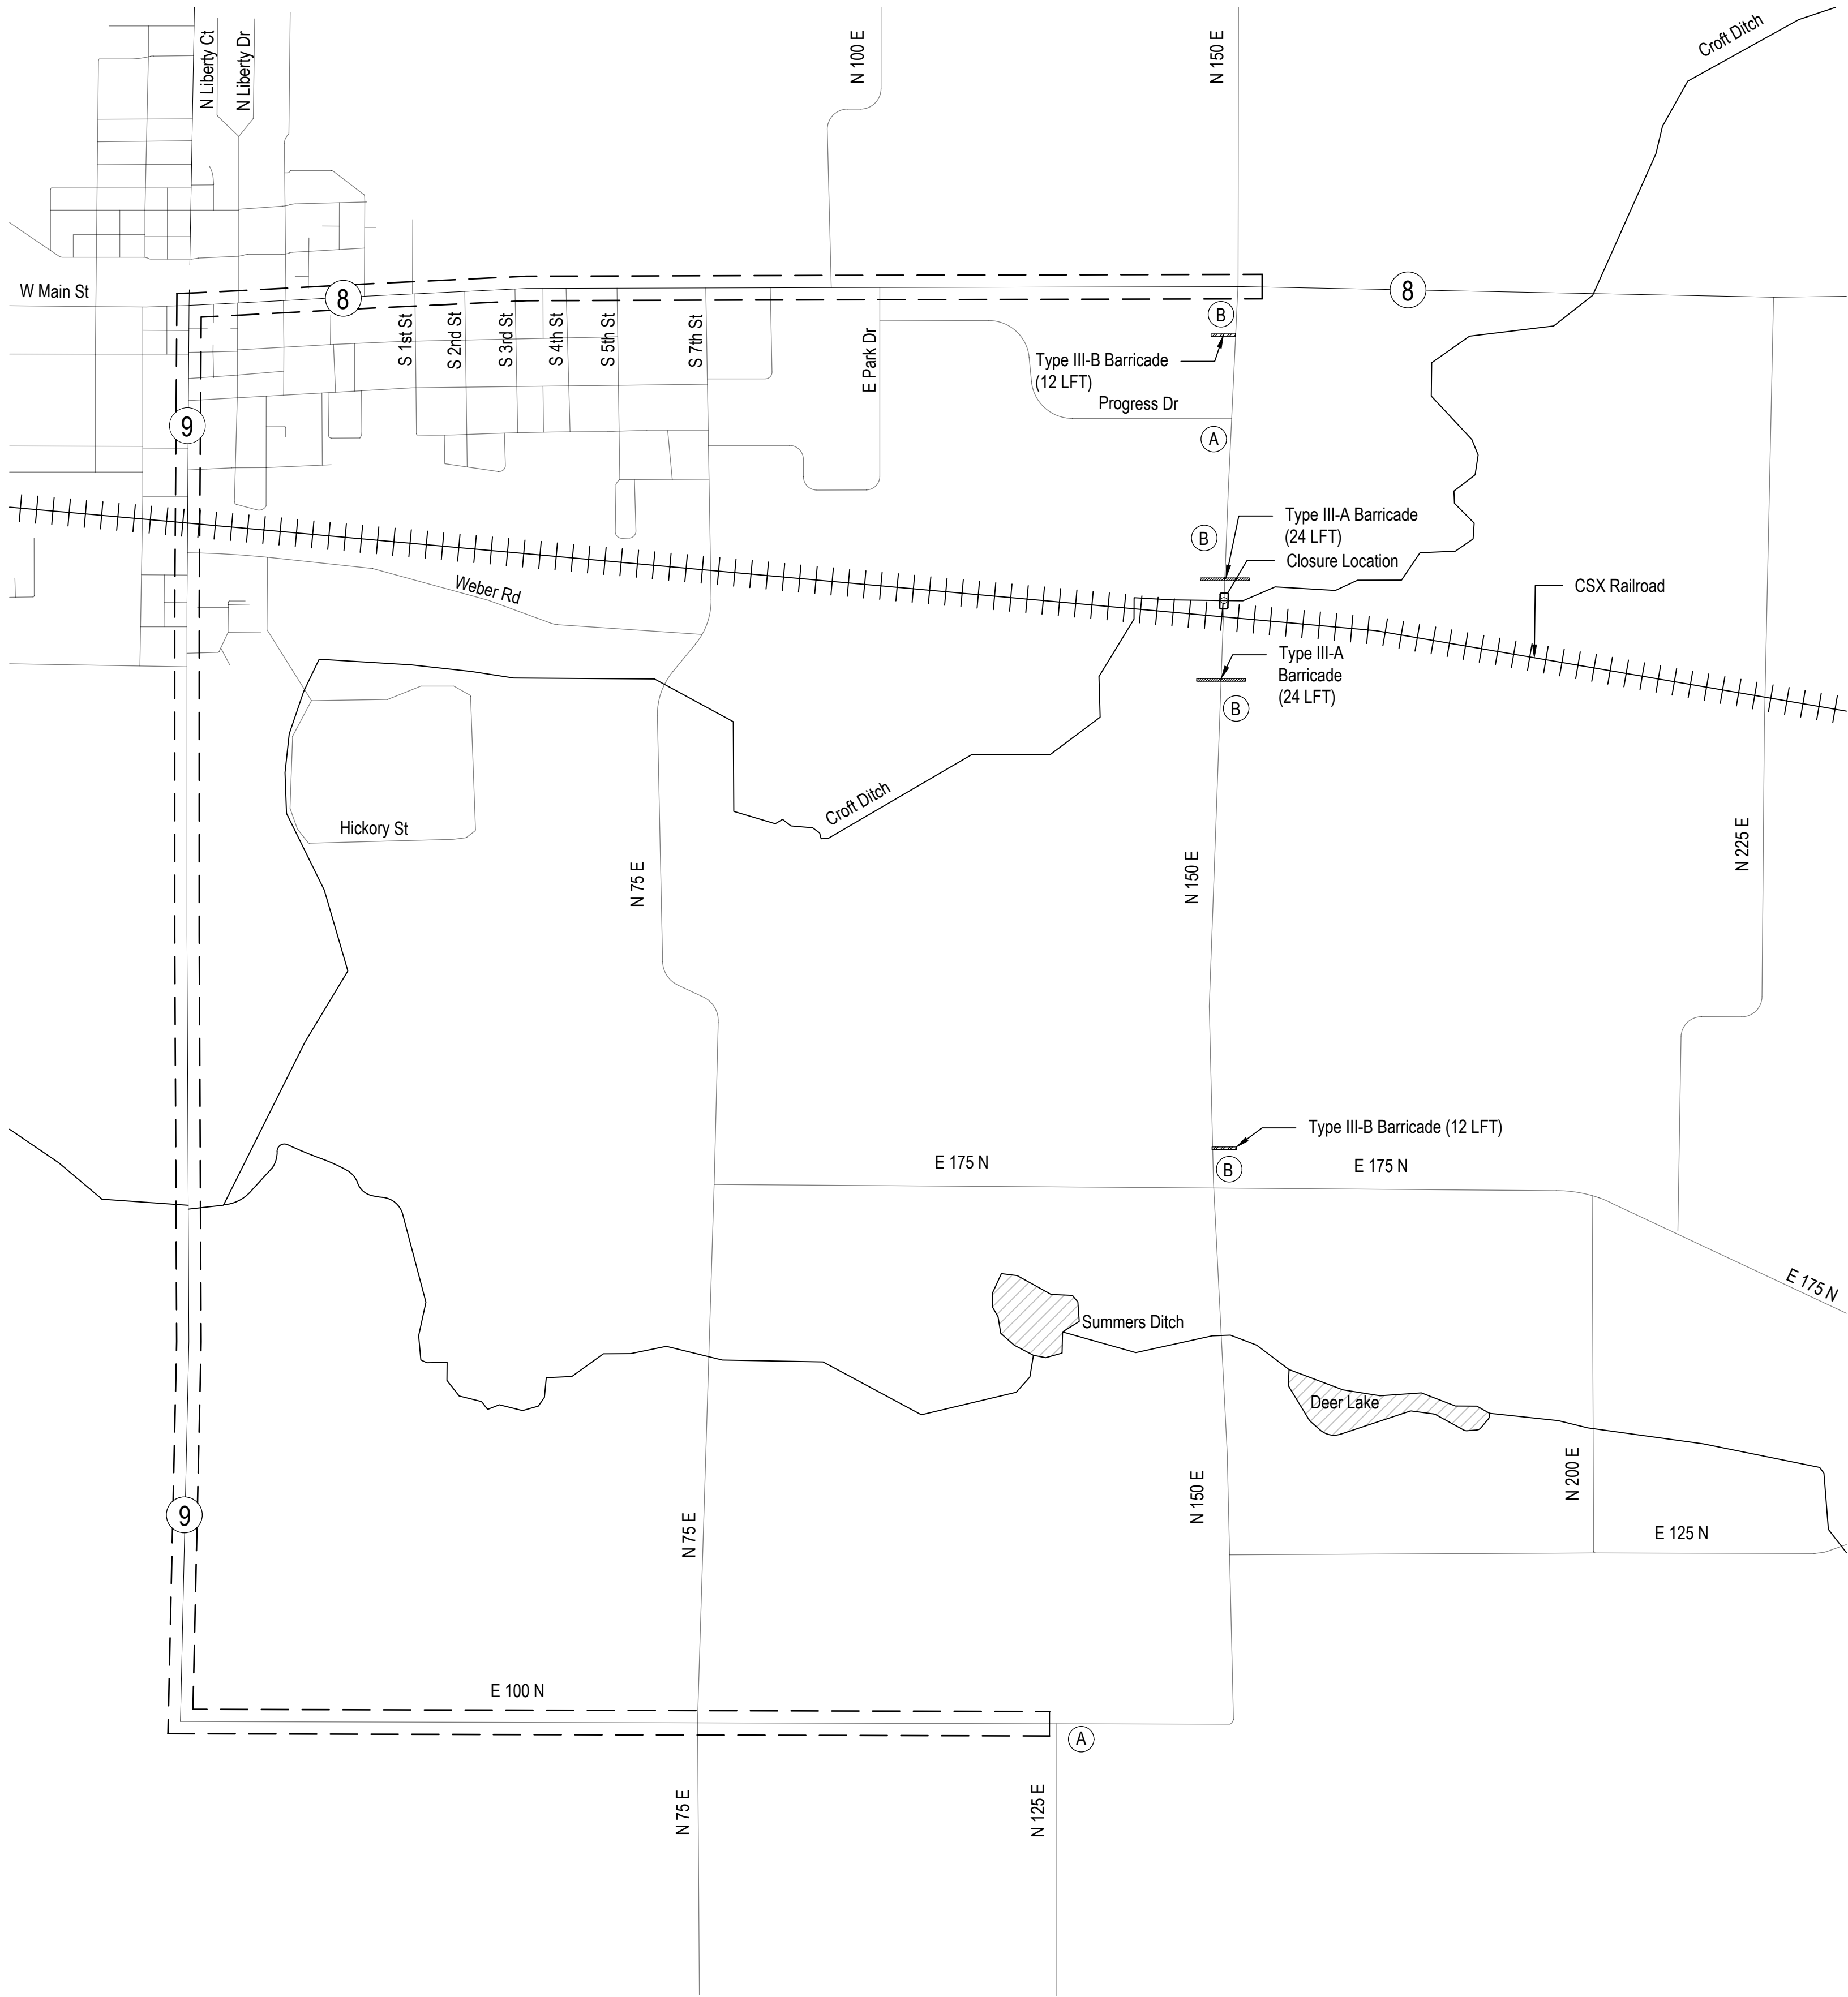 N Liberty Ct
N Liberty Dr
N 100 E
N 150 E
Croft Ditch
W Main St
8
8
S 1st St
S 2nd St
S 3rd St
S 4th St
S 5th St
S 7th St
E Park Dr
B
Type III-B Barricade
(12 LFT)
Progress Dr
9
A
Type III-A Barricade
(24 LFT)
B
Closure Location
CSX Railroad
Weber Rd
Type III-A
Barricade
(24 LFT)
B
Croft Ditch
Hickory St
N 75 E
N 150 E
N 225 E
Type III-B Barricade (12 LFT)
E 175 N
B
E 175 N
E 175 N
Summers Ditch
Deer Lake
9
N 75 E
N 150 E
N 200 E
E 125 N
E 100 N
A
N 75 E
N 125 E